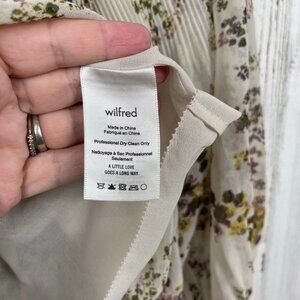 wilfred
Made in China
Fabriqué en Chine
Professional Dry Clean Only
Nettoyage à Sec Professionnel
Seulement
A LITTLE LOVE
GOES A LONG WAY.